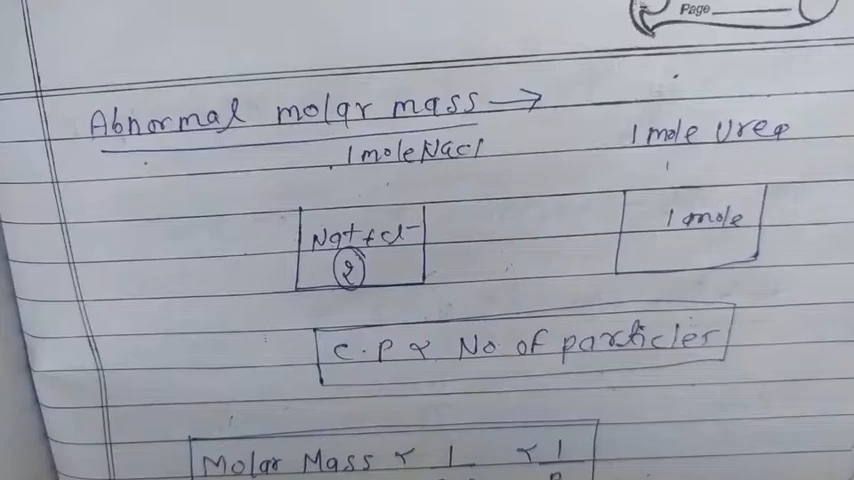 Page
Abnormal molar mass →
1 mole NaCl
1 mole Urea
Na+ + Cl-
2
1 mole
C.P ∝ No of particles
Molar Mass ∝ 1 ∝ 1